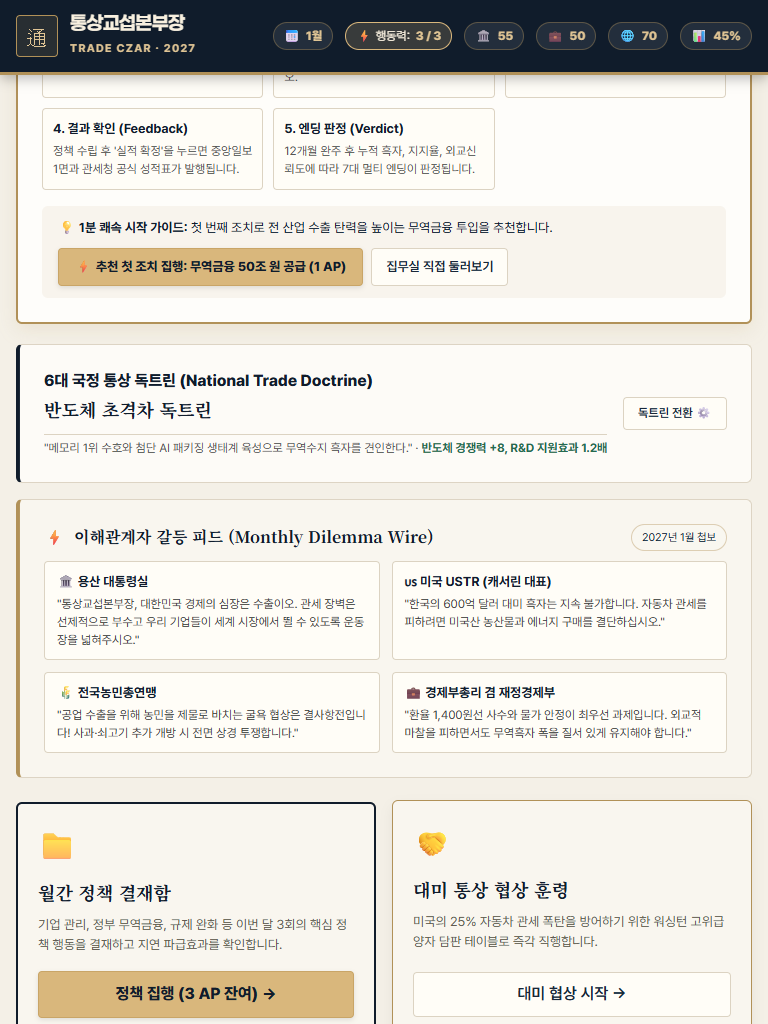 通
통상교섭본부장
TRADE CZAR · 2027
1월
행동력: 3 / 3
55
50
70
45%
오.
4. 결과 확인 (Feedback)
정책 수립 후 '실적 확정'을 누르면 중앙일보
1면과 관세청 공식 성적표가 발행됩니다.
5. 엔딩 판정 (Verdict)
12개월 완주 후 누적 흑자, 지지율, 외교신
뢰도에 따라 7대 멀티 엔딩이 판정됩니다.
1분 쾌속 시작 가이드: 첫 번째 조치로 전 산업 수출 탄력을 높이는 무역금융 투입을 추천합니다.
추천 첫 조치 집행: 무역금융 50조 원 공급 (1 AP)
집무실 직접 둘러보기
6대 국정 통상 독트린 (National Trade Doctrine)
반도체 초격차 독트린
독트린 전환
"메모리 1위 수호와 첨단 AI 패키징 생태계 육성으로 무역수지 흑자를 견인한다." · 반도체 경쟁력 +8, R&D 지원효과 1.2배
이해관계자 갈등 피드 (Monthly Dilemma Wire)
2027년 1월 첩보
용산 대통령실
"통상교섭본부장, 대한민국 경제의 심장은 수출이오. 관세 장벽은
선제적으로 부수고 우리 기업들이 세계 시장에서 뛸 수 있도록 운동
장을 넓혀주시오."
US 미국 USTR (캐서린 대표)
"한국의 600억 달러 대미 흑자는 지속 불가합니다. 자동차 관세를
피하려면 미국산 농산물과 에너지 구매를 결단하십시오."
전국농민총연맹
"공업 수출을 위해 농민을 제물로 바치는 굴욕 협상은 결사항전입니
다! 사과·쇠고기 추가 개방 시 전면 상경 투쟁합니다."
경제부총리 겸 재정경제부
"환율 1,400원선 사수와 물가 안정이 최우선 과제입니다. 외교적
마찰을 피하면서도 무역흑자 폭을 질서 있게 유지해야 합니다."
월간 정책 결재함
기업 관리, 정부 무역금융, 규제 완화 등 이번 달 3회의 핵심 정
책 행동을 결재하고 지연 파급효과를 확인합니다.
정책 집행 (3 AP 잔여) →
대미 통상 협상 훈령
미국의 25% 자동차 관세 폭탄을 방어하기 위한 워싱턴 고위급
양자 담판 테이블로 즉각 직행합니다.
대미 협상 시작 →